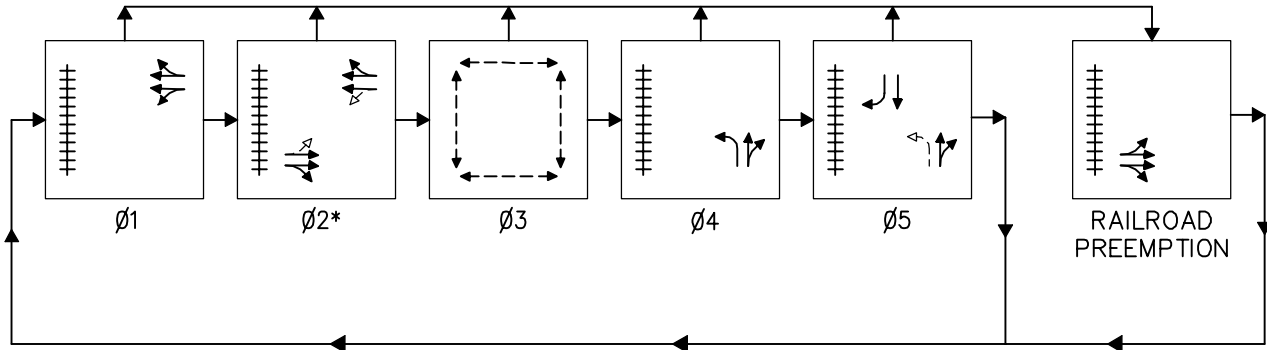 Ø1
Ø2*
Ø3
Ø4
Ø5
RAILROAD
PREEMPTION